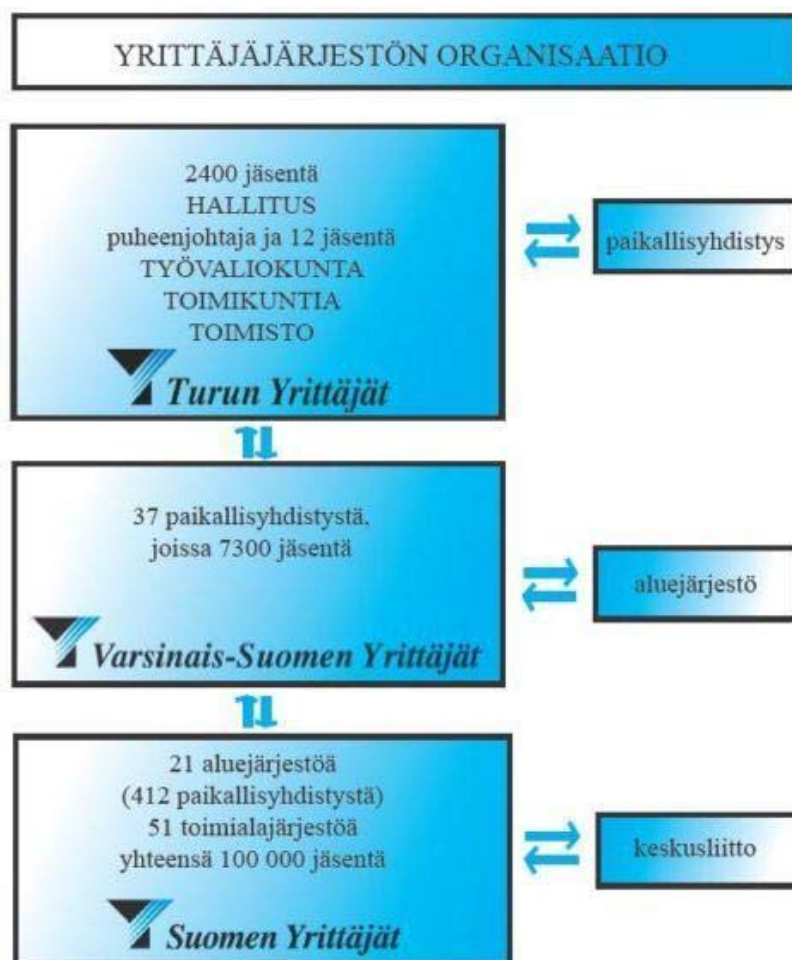 YRITTÄJÄJÄRJESTÖN ORGANISAATIO
2400 jäsentä
HALLITUS
puheenjohtaja ja 12 jäsentä
TYÖVALIOKUNTA
TOIMIKUNTIA
TOIMISTO
Turun Yrittäjät
paikallisyhdistys
37 paikallisyhdistystä,
joissa 7300 jäsentä
Varsinais-Suomen Yrittäjät
aluejärjestö
21 aluejärjestöä
(412 paikallisyhdistystä)
51 toimialajärjestöä
yhteensä 100 000 jäsentä
Suomen Yrittäjät
keskusliitto